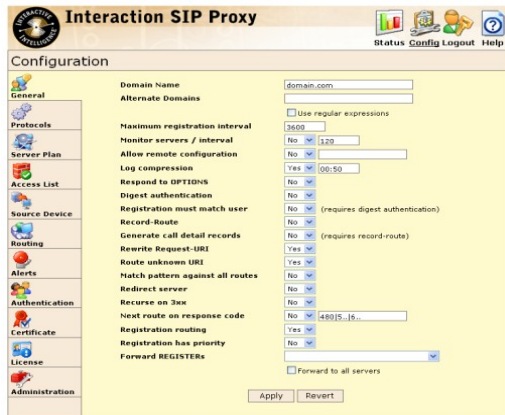 INTERACTIVE INTELLIGENCE
Interaction SIP Proxy
Status Config Logout Help
Configuration
General
Protocols
Server Plan
Access List
Source Device
Routing
Alerts
Authentication
Certificate
License
Administration
Domain Name domain.com
Alternate Domains
Use regular expressions
Maximum registration interval 3600
Monitor servers / interval No 120
Allow remote configuration No
Log compression Yes 00:50
Respond to OPTIONS No
Digest authentication No
Registration must match user No (requires digest authentication)
Record-Route No
Generate call detail records No (requires record-route)
Rewrite Request-URI Yes
Route unknown URI Yes
Match pattern against all routes No
Redirect server No
Recurse on 3xx No
Next route on response code No 480|5..|6..
Registration routing Yes
Registration has priority No
Forward REGISTERs
Forward to all servers
Apply Revert